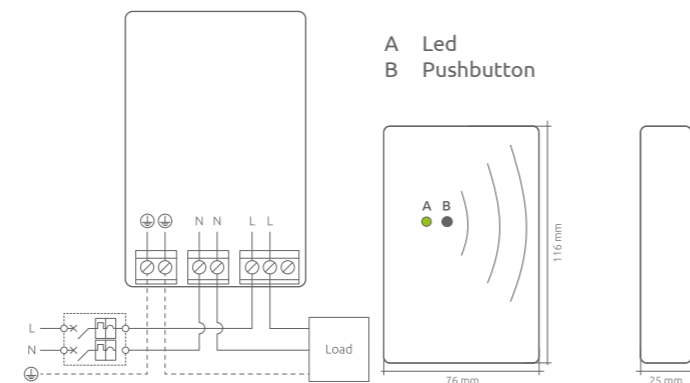 A Led
B Pushbutton
N N L L
L
N
Load
A B
116 mm
76 mm
25 mm